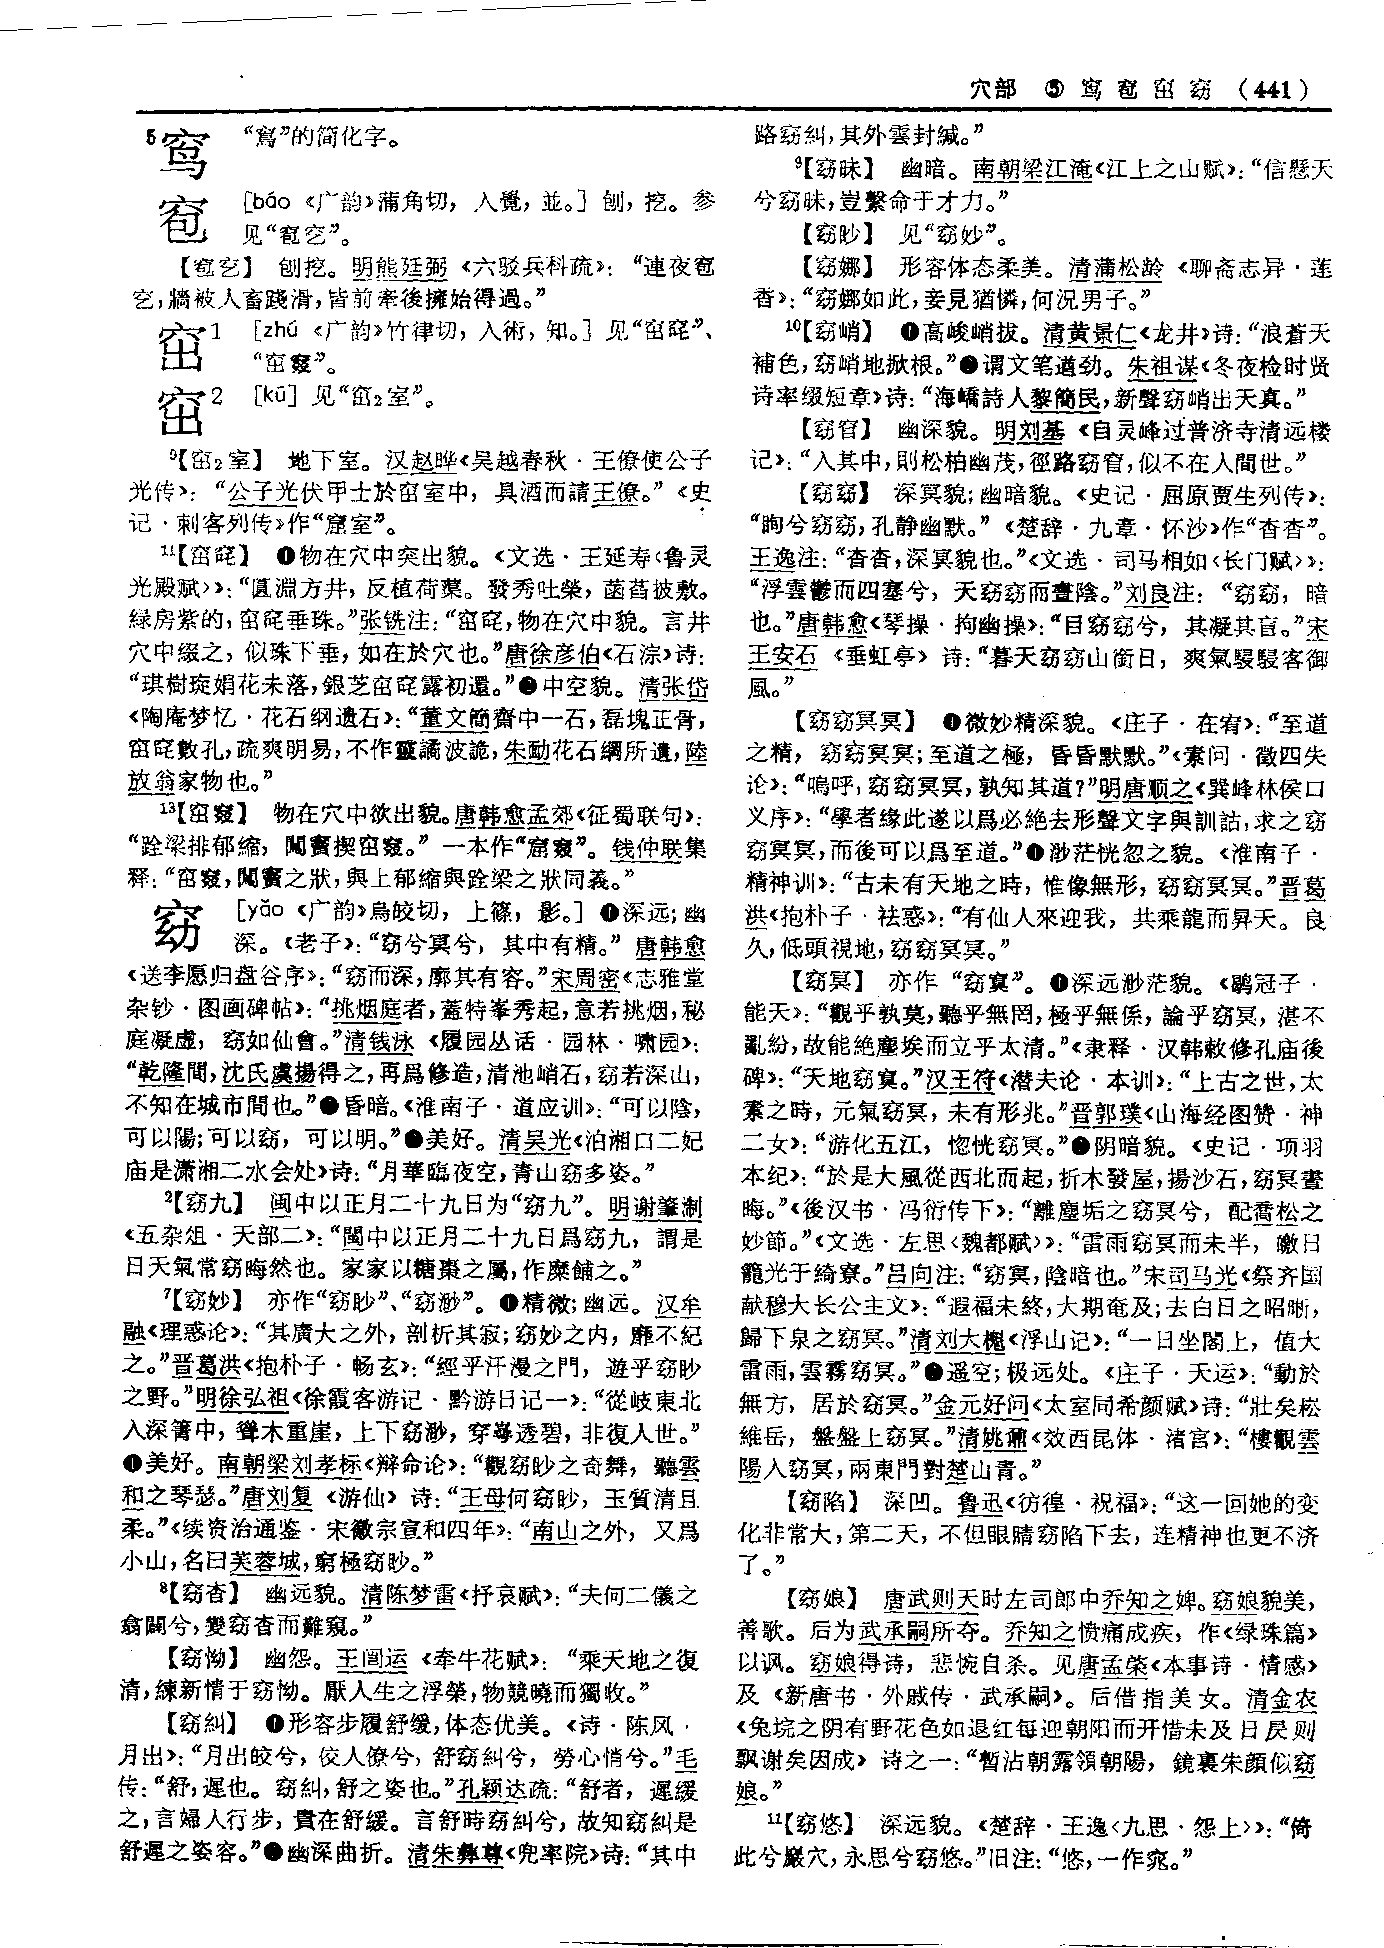 穴部 ⑤ 窎 窇 窋 窈 （441）
5 窎 “窵”的简化字。
窇 [báo 《广韵》蒲角切，入覺，並。] 刨，挖。参
见“窇穵”。
【窇穵】 刨挖。明熊廷弼《六驳兵科疏》：“連夜窇
穵，牆被人畜踐滑，皆前牽後擁始得過。”
窋1 [zhú 《广韵》竹律切，入術，知。] 见“窋窀”、
“窋窡”。
窋2 [kū] 见“窋2室”。
9【窋2室】 地下室。汉赵晔《吴越春秋·王僚使公子
光传》：“公子光伏甲士於窋室中，具酒而請王僚。”《史
记·刺客列传》作“窟室”。
11【窋窀】 ❶物在穴中突出貌。《文选·王延寿〈鲁灵
光殿赋〉》：“圓淵方井，反植荷蕖。發秀吐榮，菡萏披敷。
緑房紫的，窋窀垂珠。”张铣注：“窋窀，物在穴中貌。言井
穴中缀之，似珠下垂，如在於穴也。”唐徐彦伯《石淙》诗：
“琪樹琁娟花未落，銀芝窋窀露初還。”❷中空貌。清张岱
《陶庵梦忆·花石纲遗石》：“董文簡齋中一石，磊塊正骨，
窋窀數孔，疏爽明易，不作靈譎波詭，朱勔花石綱所遺，陸
放翁家物也。”
13【窋窡】 物在穴中欲出貌。唐韩愈孟郊《征蜀联句》：
“跧梁排郁缩，闖竇揳窋窡。”一本作“窟窡”。钱仲联集
释：“窋窡，闖竇之狀，與上郁缩與跧梁之狀同義。”
窈 [yǎo 《广韵》烏皎切，上篠，影。] ❶深远；幽
深。《老子》：“窈兮冥兮，其中有精。”唐韩愈
《送李愿归盘谷序》：“窈而深，廓其有容。”宋周密《志雅堂
杂钞·图画碑帖》：“挑烟庭者，蓋特峯秀起，意若挑烟，秘
庭凝虚，窈如仙會。”清钱泳《履园丛话·园林·啸园》：
“乾隆間，沈氏虞揚得之，再爲修造，清池峭石，窈若深山，
不知在城市間也。”❷昏暗。《淮南子·道应训》：“可以陰，
可以陽；可以窈，可以明。”❸美好。清吴光《泊湘口二妃
庙是潇湘二水会处》诗：“月華臨夜空，青山窈多姿。”
2【窈九】 闽中以正月二十九日为“窈九”。明谢肇淛
《五杂俎·天部二》：“閩中以正月二十九日爲窈九，謂是
日天氣常窈晦然也。家家以糖棗之屬，作糜餔之。”
7【窈妙】 亦作“窈眇”、“窈渺”。❶精微；幽远。汉牟
融《理惑论》：“其廣大之外，剖析其寂；窈妙之内，靡不紀
之。”晋葛洪《抱朴子·畅玄》：“經乎汗漫之門，遊乎窈眇
之野。”明徐弘祖《徐霞客游记·黔游日记一》：“從岐東北
入深箐中，聳木重崖，上下窈渺，穿嵙透碧，非復人世。”
❷美好。南朝梁刘孝标《辩命论》：“觀窈眇之奇舞，聽雲
和之琴瑟。”唐刘复《游仙》诗：“王母何窈眇，玉質清且
柔。”《续资治通鉴·宋徽宗宣和四年》：“南山之外，又爲
小山，名曰芙蓉城，窮極窈眇。”
8【窈杳】 幽远貌。清陈梦雷《抒哀赋》：“夫何二儀之
翕闢兮，變窈杳而難窺。”
【窈怮】 幽怨。王闿运《牵牛花赋》：“乘天地之復
清，練新情于窈怮。厭人生之浮榮，物競曉而獨收。”
【窈糾】 ❶形容步履舒缓，体态优美。《诗·陈风·
月出》：“月出皎兮，佼人僚兮，舒窈糾兮，勞心悄兮。”毛
传：“舒，遲也。窈糾，舒之姿也。”孔颖达疏：“舒者，遲緩
之，言婦人行步，貴在舒緩。言舒時窈糾兮，故知窈糾是
舒遲之姿容。”❷幽深曲折。清朱彝尊《兜率院》诗：“其中
路窈糾，其外雲封緘。”
9【窈昧】 幽暗。南朝梁江淹《江上之山赋》：“信懸天
兮窈昧，豈繫命于才力。”
【窈眇】 见“窈妙”。
【窈娜】 形容体态柔美。清蒲松龄《聊斋志异·莲
香》：“窈娜如此，妾見猶憐，何況男子。”
10【窈峭】 ❶高峻峭拔。清黄景仁《龙井》诗：“浪蒼天
補色，窈峭地掀根。”❷谓文笔遒劲。朱祖谋《冬夜检时贤
诗率缀短章》诗：“海嶠詩人黎簡民，新聲窈峭出天真。”
【窈窅】 幽深貌。明刘基《自灵峰过普济寺清远楼
记》：“入其中，則松柏幽茂，徑路窈窅，似不在人間世。”
【窈窈】 深冥貌；幽暗貌。《史记·屈原贾生列传》：
“眴兮窈窈，孔静幽默。”《楚辞·九章·怀沙》作“杳杳”。
王逸注：“杳杳，深冥貌也。”《文选·司马相如〈长门赋〉》：
“浮雲鬱而四塞兮，天窈窈而晝陰。”刘良注：“窈窈，暗
也。”唐韩愈《琴操·拘幽操》：“目窈窈兮，其凝其盲。”宋
王安石《垂虹亭》诗：“暮天窈窈山銜日，爽氣駸駸客御
風。”
【窈窈冥冥】 ❶微妙精深貌。《庄子·在宥》：“至道
之精，窈窈冥冥；至道之極，昏昏默默。”《素问·徵四失
论》：“嗚呼，窈窈冥冥，孰知其道？”明唐顺之《巽峰林侯口
义序》：“學者緣此遂以爲必絶去形聲文字與訓詁，求之窈
窈冥冥，而後可以爲至道。”❷渺茫恍忽之貌。《淮南子·
精神训》：“古未有天地之時，惟像無形，窈窈冥冥。”晋葛
洪《抱朴子·祛惑》：“有仙人來迎我，共乘龍而昇天。良
久，低頭視地，窈窈冥冥。”
【窈冥】 亦作“窈窴”。❶深远渺茫貌。《鹖冠子·
能天》：“觀乎孰莫，聽乎無罔，極乎無係，論乎窈冥，湛不
亂紛，故能絶塵埃而立乎太清。”《隶释·汉韩敕修孔庙後
碑》：“天地窈窴。”汉王符《潜夫论·本训》：“上古之世，太
素之時，元氣窈冥，未有形兆。”晋郭璞《山海经图赞·神
二女》：“游化五江，惚恍窈冥。”❷阴暗貌。《史记·项羽
本纪》：“於是大風從西北而起，折木發屋，揚沙石，窈冥晝
晦。”《後汉书·冯衍传下》：“離塵垢之窈冥兮，配喬松之
妙節。”《文选·左思〈魏都赋〉》：“雷雨窈冥而未半，皦日
籠光于綺寮。”吕向注：“窈冥，陰暗也。”宋司马光《祭齐国
献穆大长公主文》：“遐福未終，大期奄及；去白日之昭晰，
歸下泉之窈冥。”清刘大櫆《浮山记》：“一日坐閣上，值大
雷雨，雲霧窈冥。”❸遥空；极远处。《庄子·天运》：“動於
無方，居於窈冥。”金元好问《太室同希颜赋》诗：“壯矣崧
維岳，盤盤上窈冥。”清姚鼐《效西昆体·渚宫》：“樓觀雲
陽入窈冥，兩東門對楚山青。”
【窈陷】 深凹。鲁迅《彷徨·祝福》：“这一回她的变
化非常大，第二天，不但眼睛窈陷下去，连精神也更不济
了。”
【窈娘】 唐武则天时左司郎中乔知之婢。窈娘貌美，
善歌。后为武承嗣所夺。乔知之愤痛成疾，作《绿珠篇》
以讽。窈娘得诗，悲惋自杀。见唐孟棨《本事诗·情感》
及《新唐书·外戚传·武承嗣》。后借指美女。清金农
《兔垸之阴有野花色如退红每迎朝阳而开惜未及日昃则
飘谢矣因成》诗之一：“暫沾朝露領朝陽，鏡裏朱顔似窈
娘。”
11【窈悠】 深远貌。《楚辞·王逸〈九思·怨上〉》：“倚
此兮巖穴，永思兮窈悠。”旧注：“悠，一作窕。”